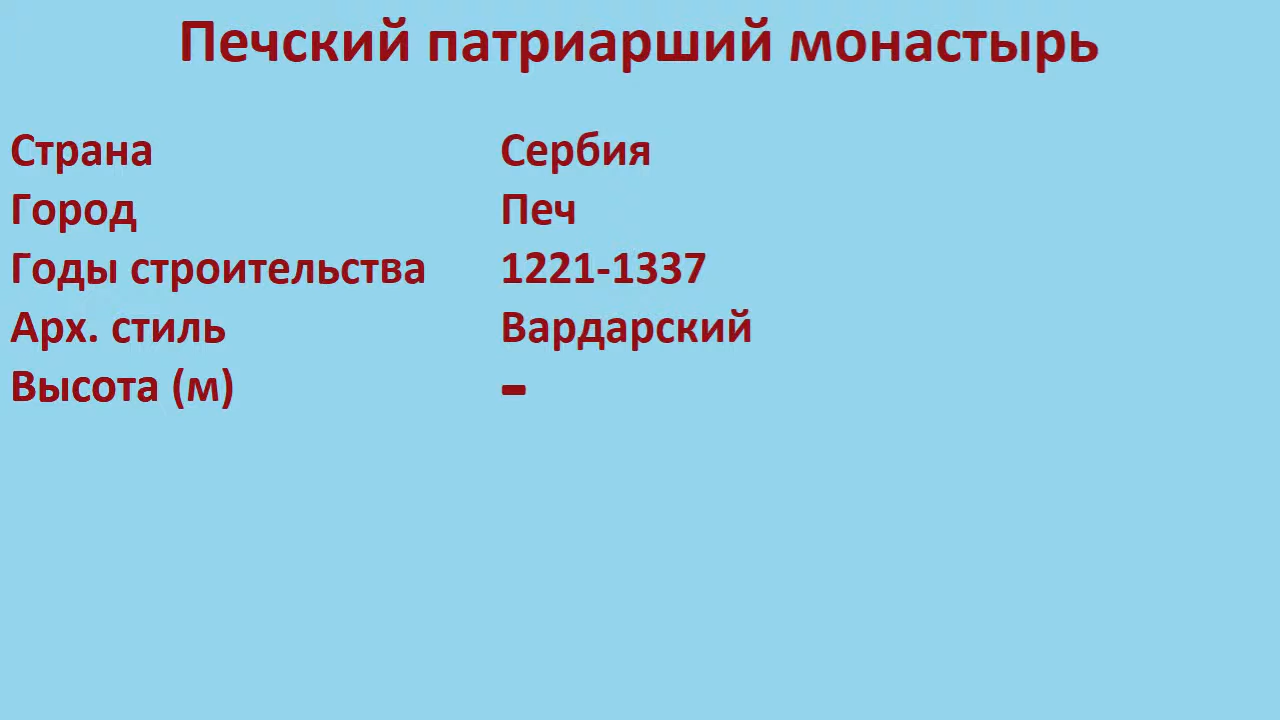 Печский патриарший монастырь
Страна Сербия
Город Печ
Годы строительства 1221-1337
Арх. стиль Вардарский
Высота (м) -